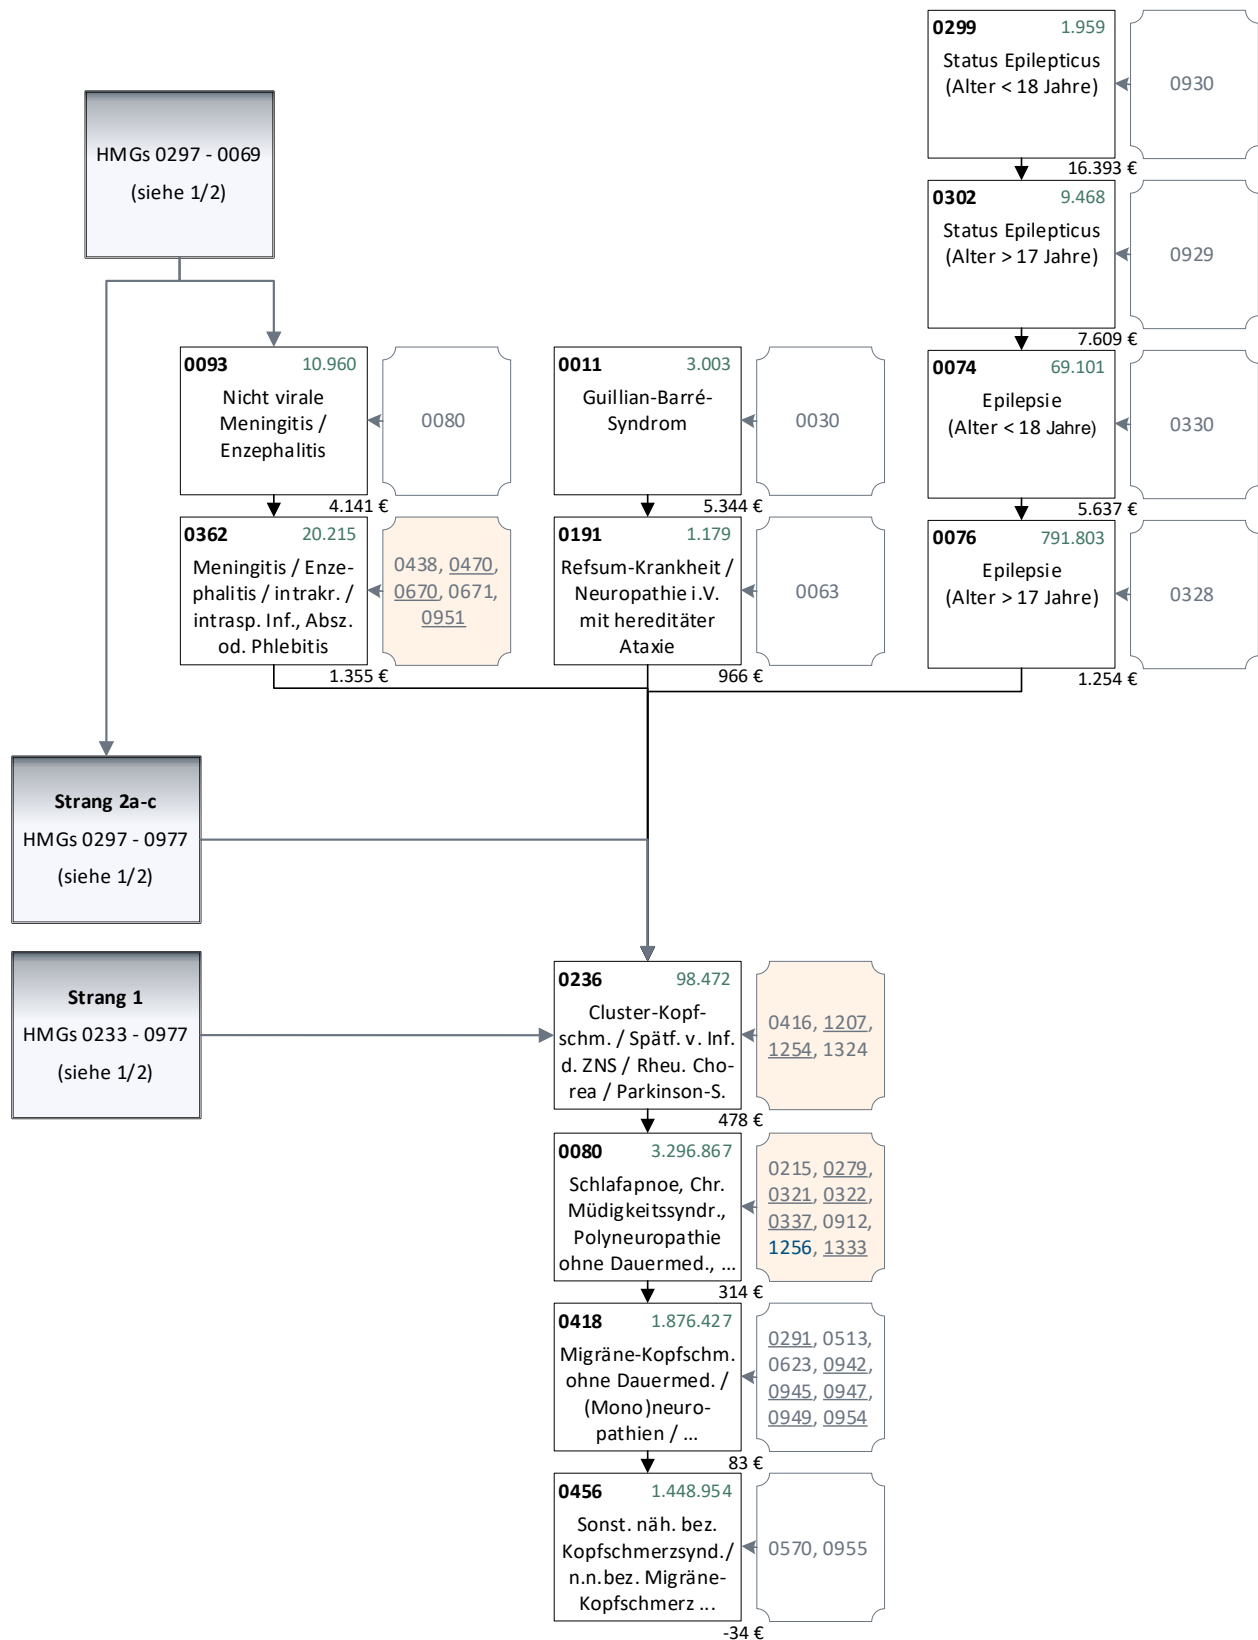 0299 1.959
Status Epilepticus
(Alter < 18 Jahre)
0930
16.393 €
HMGs 0297 - 0069
(siehe 1/2)
0302 9.468
Status Epilepticus
(Alter > 17 Jahre)
0929
7.609 €
0093 10.960
Nicht virale
Meningitis /
Enzephalitis
0080
4.141 €
0011 3.003
Guillian-Barré-
Syndrom
0030
5.344 €
0074 69.101
Epilepsie
(Alter < 18 Jahre)
0330
5.637 €
0362 20.215
Meningitis / Enze-
phalitis / intrakr. /
intrasp. Inf., Absz.
od. Phlebitis
0438, 0470,
0670, 0671,
0951
1.355 €
0191 1.179
Refsum-Krankheit /
Neuropathie i.V.
mit hereditäter
Ataxie
0063
966 €
0076 791.803
Epilepsie
(Alter > 17 Jahre)
0328
1.254 €
Strang 2a-c
HMGs 0297 - 0977
(siehe 1/2)
Strang 1
HMGs 0233 - 0977
(siehe 1/2)
0236 98.472
Cluster-Kopf-
schm. / Spätf. v. Inf.
d. ZNS / Rheu. Cho-
rea / Parkinson-S.
0416, 1207,
1254, 1324
478 €
0080 3.296.867
Schlafapnoe, Chr.
Müdigkeitssyndr.,
Polyneuropathie
ohne Dauermed., ...
0215, 0279,
0321, 0322,
0337, 0912,
1256, 1333
314 €
0418 1.876.427
Migräne-Kopfschm.
ohne Dauermed. /
(Mono)neuro-
pathien / ...
0291, 0513,
0623, 0942,
0945, 0947,
0949, 0954
83 €
0456 1.448.954
Sonst. näh. bez.
Kopfschmerzsynd./
n.n.bez. Migräne-
Kopfschmerz ...
0570, 0955
-34 €